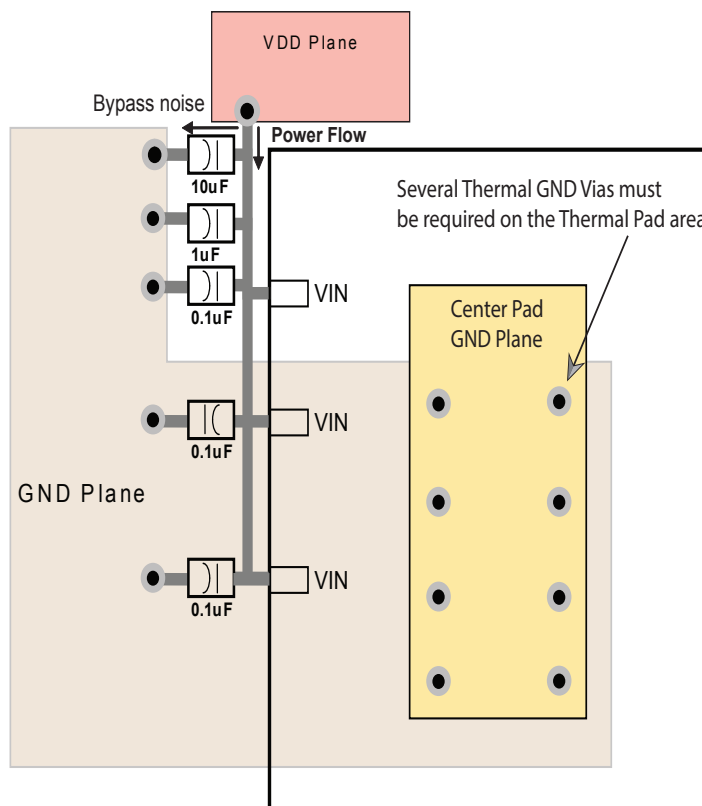 VDD Plane
Bypass noise
Power Flow
10uF
Several Thermal GND Vias must
be required on the Thermal Pad area
1uF
VIN
0.1uF
Center Pad
GND Plane
VIN
0.1uF
GND Plane
VIN
0.1uF